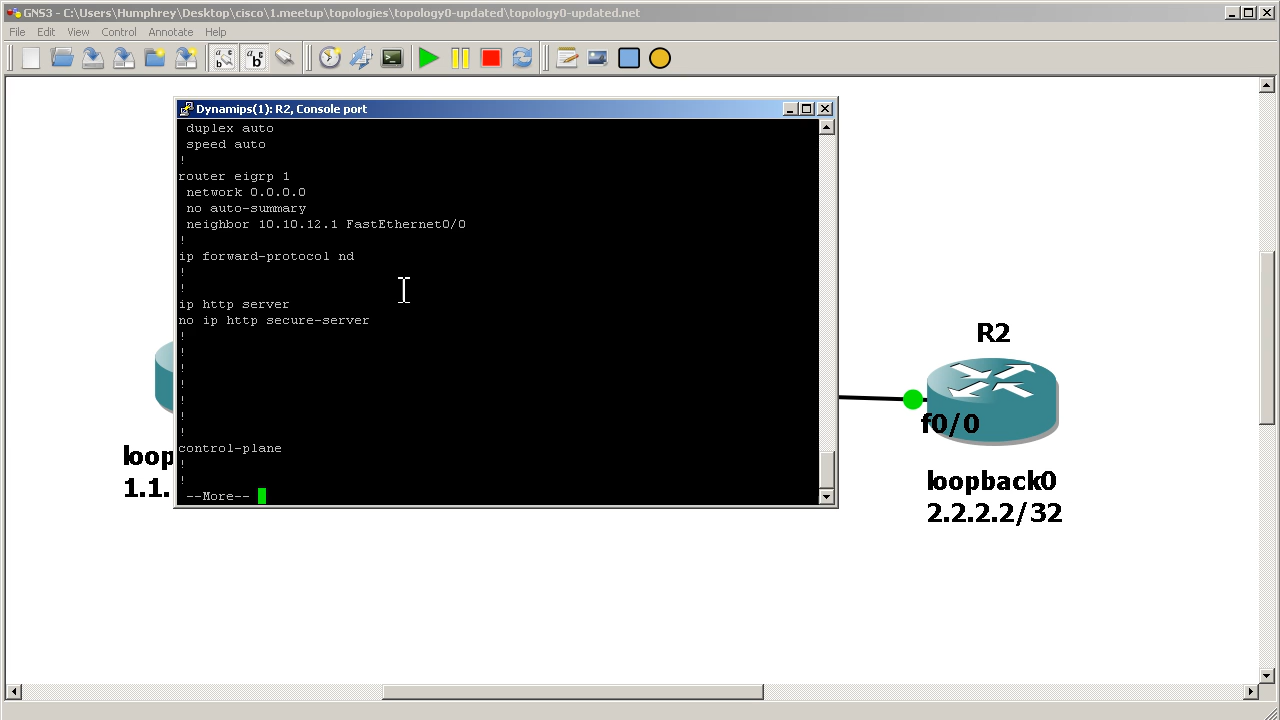 GNS3 - C:\Users\Humphrey\Desktop\cisco\1.meetup\topologies\topology0-updated\topology0-updated.net
File Edit View Control Annotate Help
Dynamips(1): R2, Console port
duplex auto
speed auto
!
router eigrp 1
network 0.0.0.0
no auto-summary
neighbor 10.10.12.1 FastEthernet0/0
!
ip forward-protocol nd
!
!
ip http server
no ip http secure-server
!
!
!
!
!
!
!
control-plane
!
!
--More--
loop
1.1.
R2
f0/0
loopback0
2.2.2.2/32